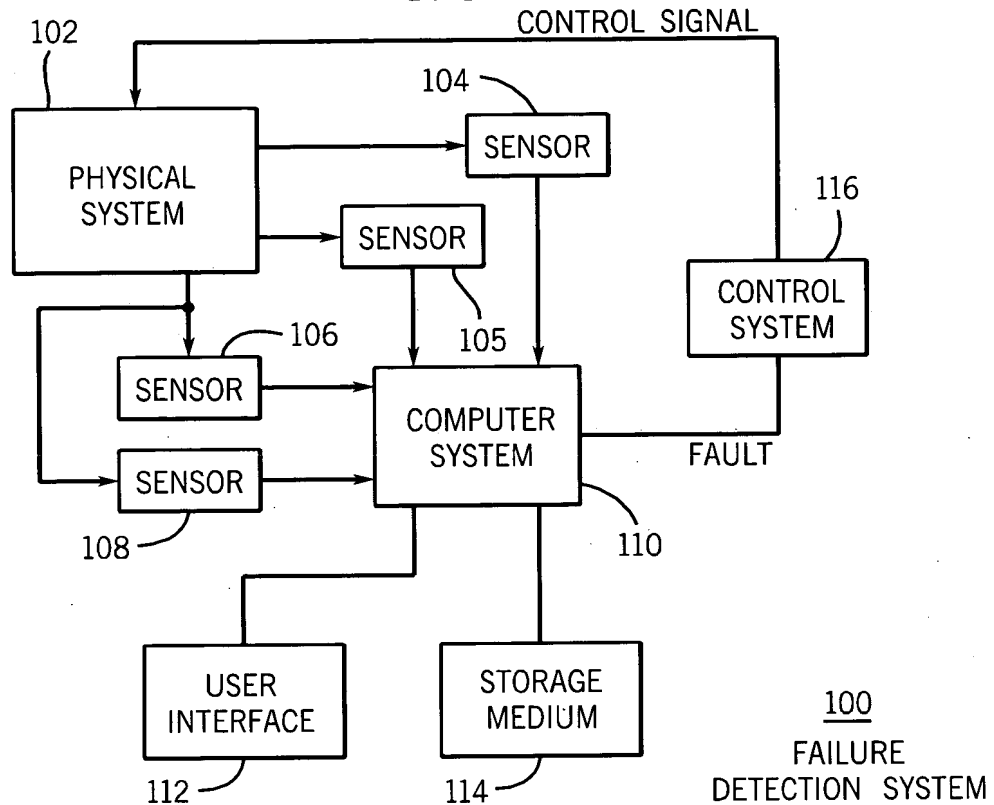 CONTROL SIGNAL
102
104
PHYSICAL
SYSTEM
SENSOR
116
SENSOR
CONTROL
SYSTEM
106
105
SENSOR
COMPUTER
SYSTEM
FAULT
SENSOR
108
110
USER
INTERFACE
STORAGE
MEDIUM
100
FAILURE
DETECTION SYSTEM
112
114